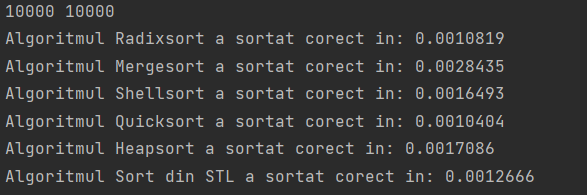 10000 10000
Algoritmul Radixsort a sortat corect in: 0.0010819
Algoritmul Mergesort a sortat corect in: 0.0028435
Algoritmul Shellsort a sortat corect in: 0.0016493
Algoritmul Quicksort a sortat corect in: 0.0010404
Algoritmul Heapsort a sortat corect in: 0.0017086
Algoritmul Sort din STL a sortat corect in: 0.0012666